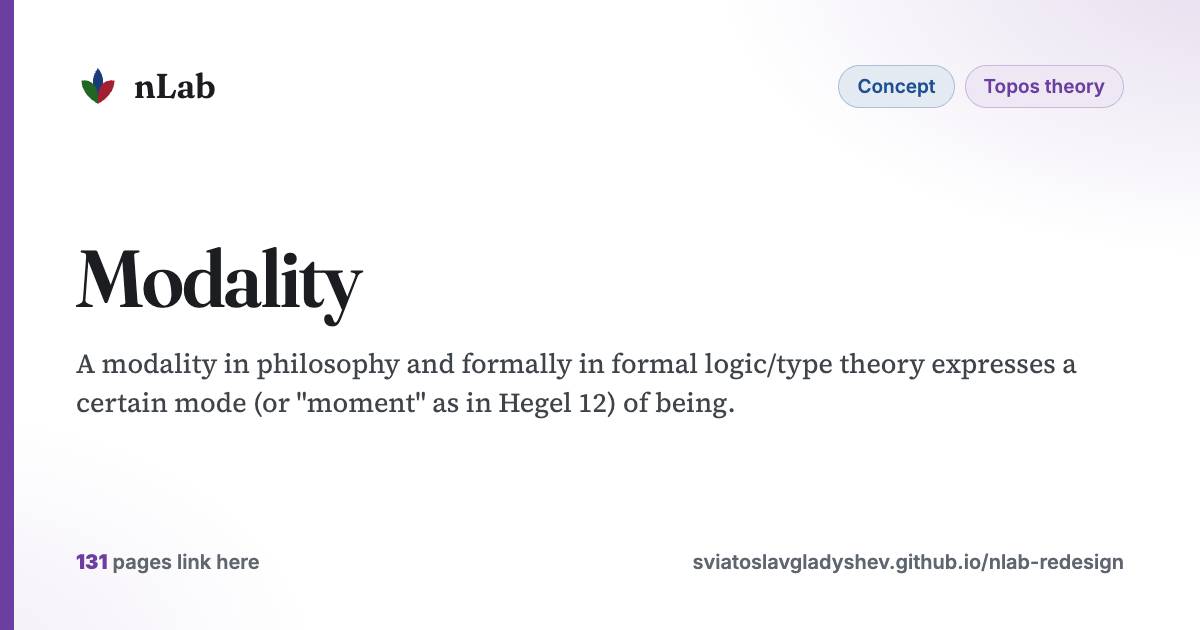 nLab
Concept
Topos theory
Modality
A modality in philosophy and formally in formal logic/type theory expresses a
certain mode (or "moment" as in Hegel 12) of being.
131 pages link here
sviatoslavgladyshev.github.io/nlab-redesign